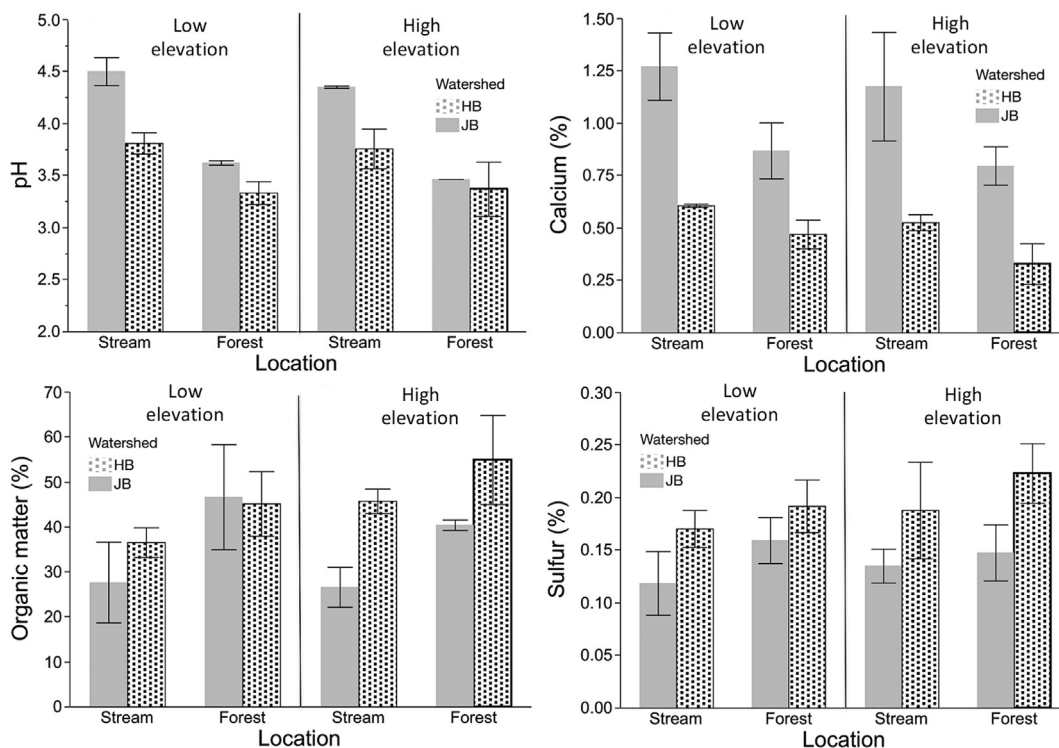 pH
5.0
4.5
4.0
3.5
3.0
2.5
2.0
Low
elevation
High
elevation
Watershed
HB
JB
Stream
Forest
Stream
Forest
Location
Calcium (%)
1.50
1.25
1.00
0.75
0.50
0.25
0.00
Low
elevation
High
elevation
Watershed
HB
JB
Stream
Forest
Stream
Forest
Location
Organic matter (%)
70
60
50
40
30
20
10
0
Low
elevation
High
elevation
Watershed
HB
JB
Stream
Forest
Stream
Forest
Location
Sulfur (%)
0.30
0.25
0.20
0.15
0.10
0.05
0.00
Low
elevation
High
elevation
Watershed
HB
JB
Stream
Forest
Stream
Forest
Location